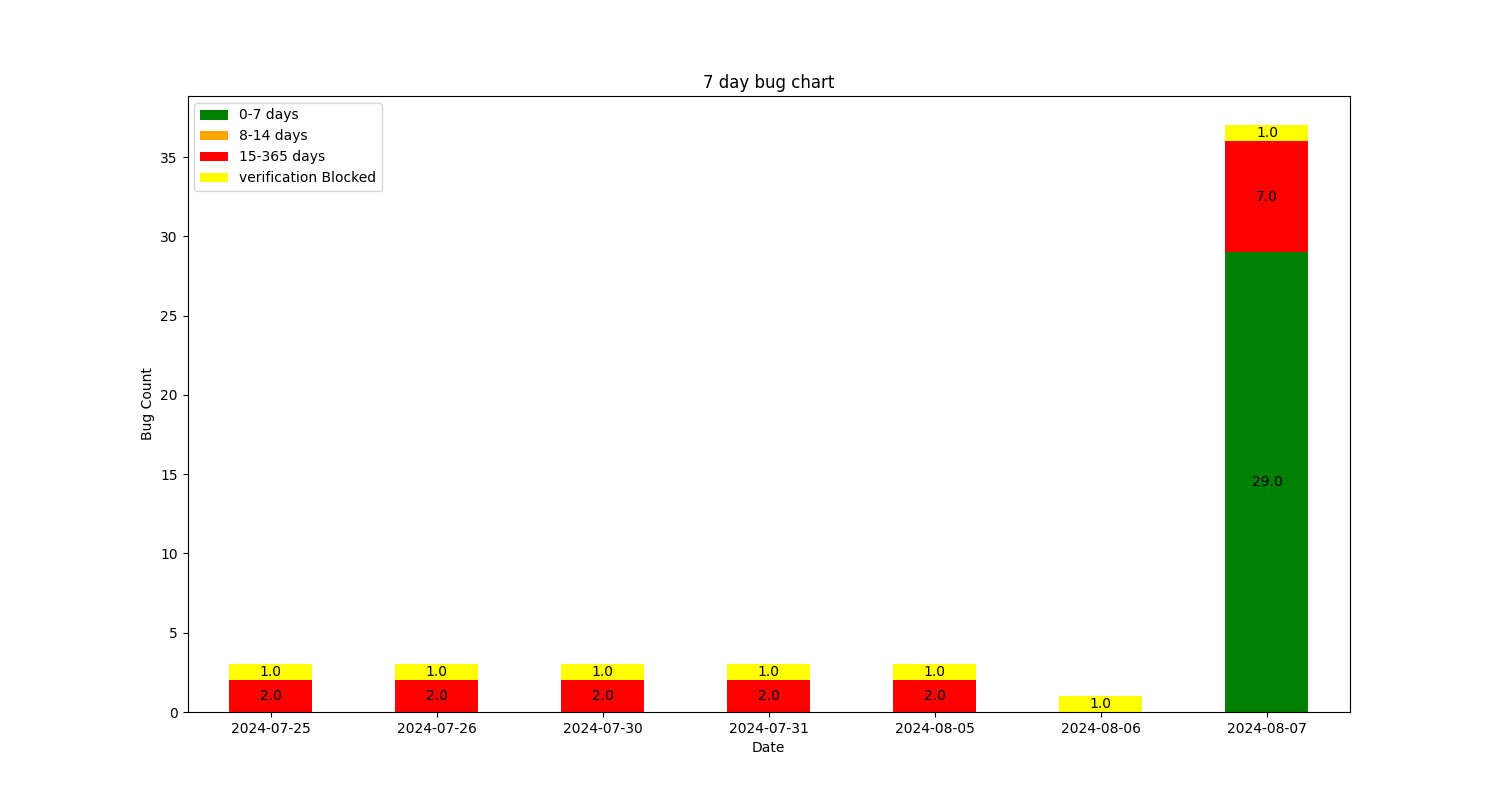 7 day bug chart
0-7 days
8-14 days
15-365 days
verification Blocked
Bug Count
35
30
25
20
15
10
5
0
1.0
7.0
29.0
1.0 1.0 1.0 1.0 1.0
2.0 2.0 2.0 2.0 2.0 1.0
2024-07-25 2024-07-26 2024-07-30 2024-07-31 2024-08-05 2024-08-06 2024-08-07
Date